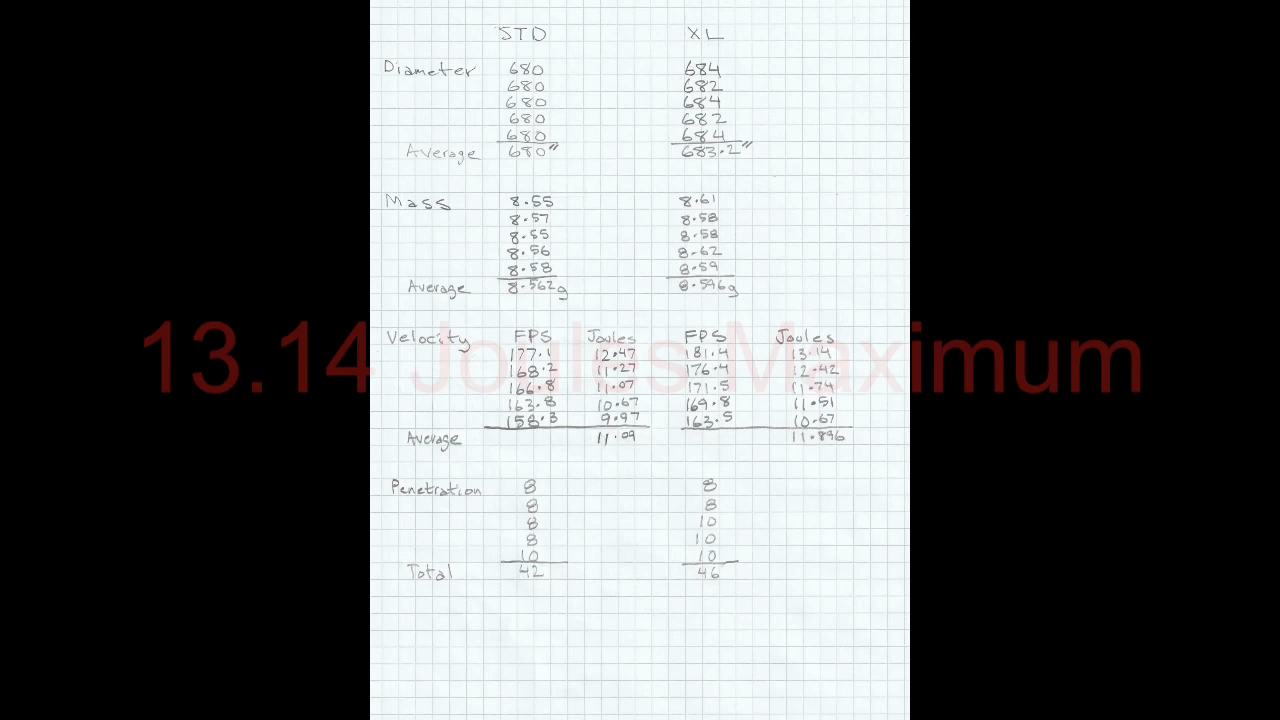 STD XL
Diameter 680 684
680 682
680 684
680 682
680 684
Average 680" 683.2"
Mass 8.55 8.61
8.57 8.58
8.55 8.58
8.56 8.62
8.58 8.59
Average 8.562g 8.596g
Velocity FPS Joules FPS Joules
177.1 12.47 181.4 13.14
168.2 11.27 176.4 12.42
13.14 Joules Maximum
166.8 11.07 171.5 11.74
163.8 10.67 169.8 11.51
158.3 9.97 163.5 10.67
Average 11.09 11.896
Penetration 8 8
8 8
8 10
8 10
10 10
Total 42 46